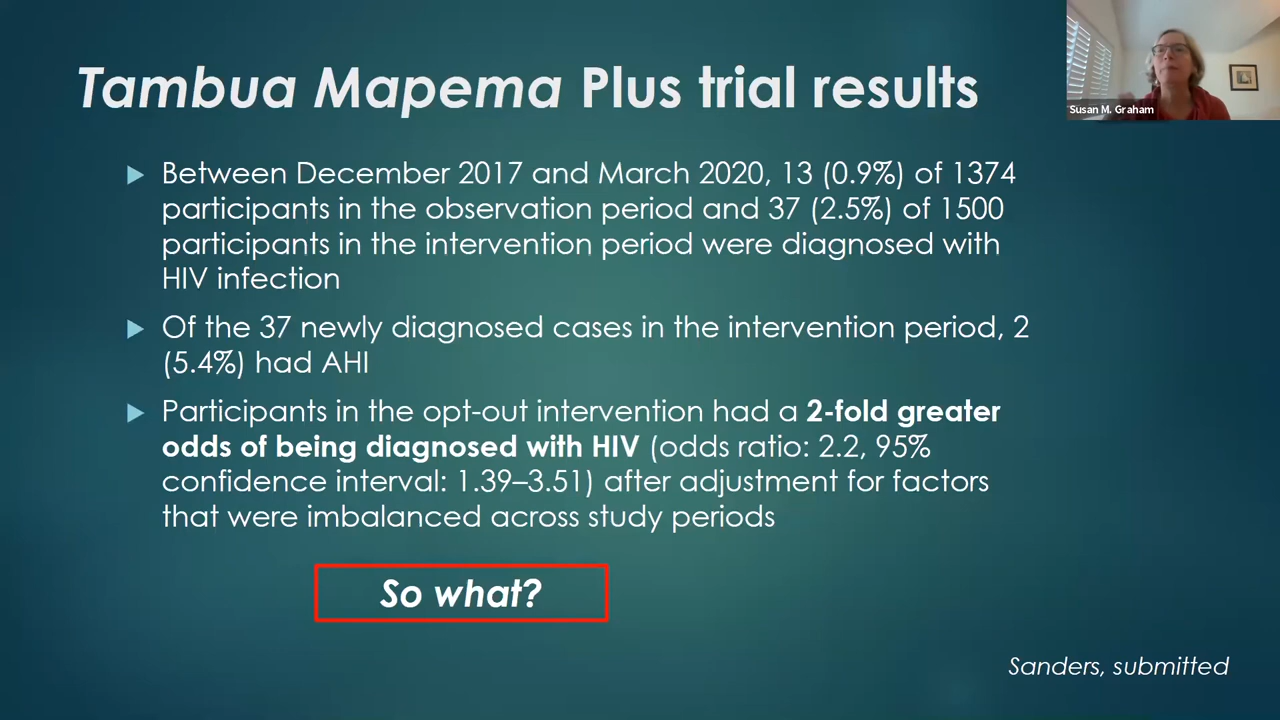 Tambua Mapema Plus trial results
Susan M. Graham
Between December 2017 and March 2020, 13 (0.9%) of 1374
participants in the observation period and 37 (2.5%) of 1500
participants in the intervention period were diagnosed with
HIV infection
Of the 37 newly diagnosed cases in the intervention period, 2
(5.4%) had AHI
Participants in the opt-out intervention had a 2-fold greater
odds of being diagnosed with HIV (odds ratio: 2.2, 95%
confidence interval: 1.39–3.51) after adjustment for factors
that were imbalanced across study periods
So what?
Sanders, submitted